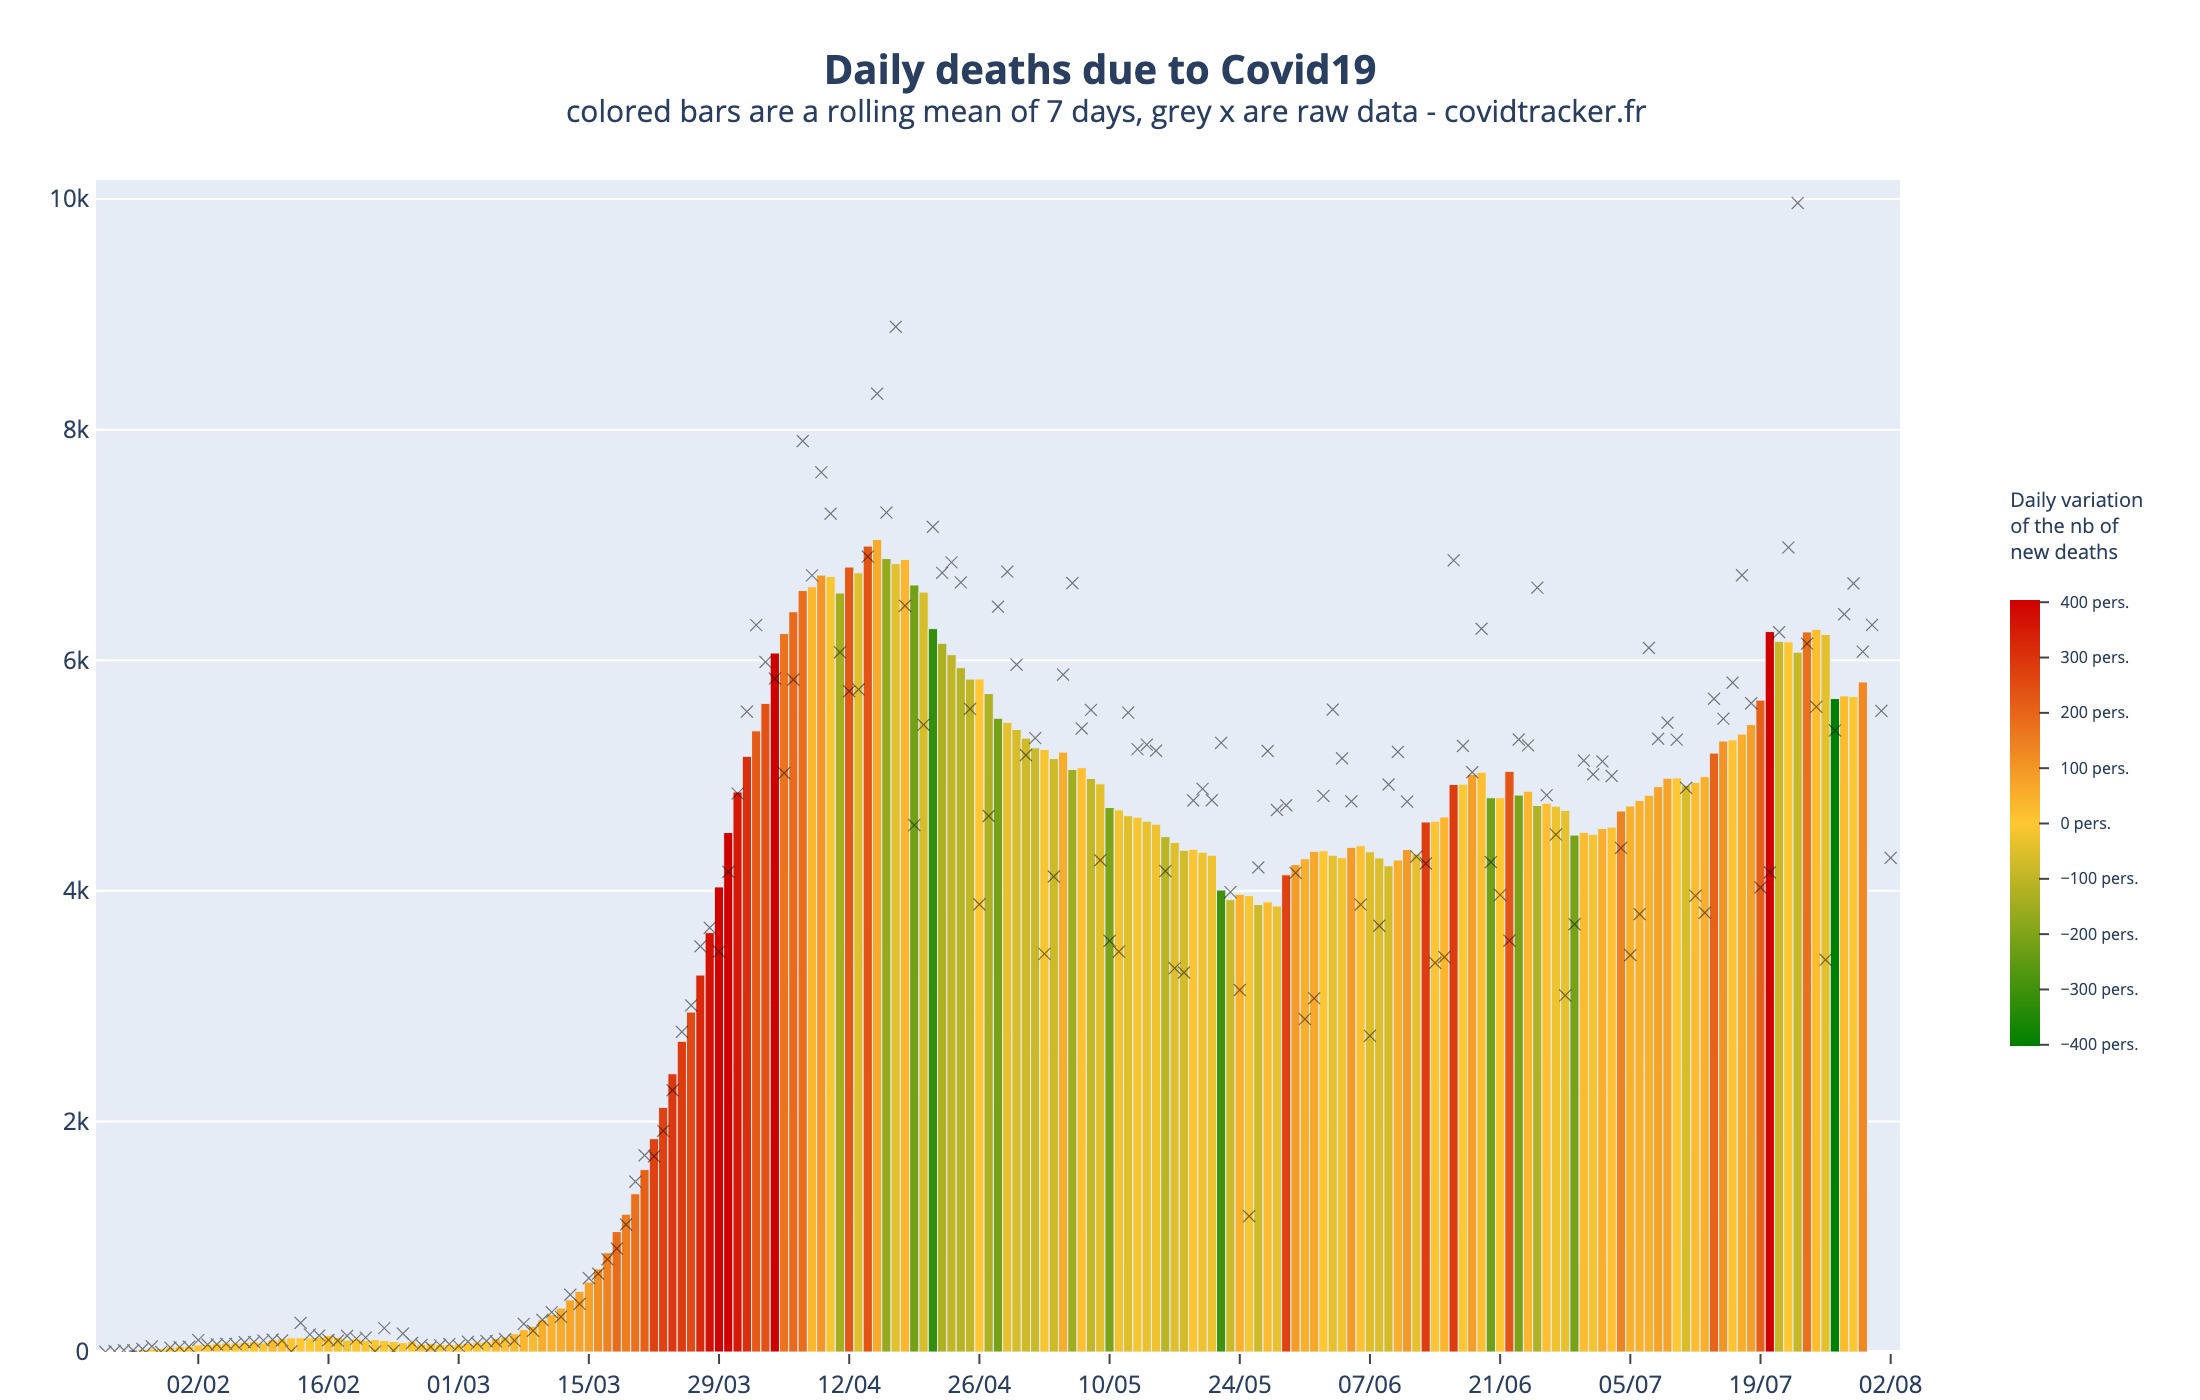 Daily deaths due to Covid19
colored bars are a rolling mean of 7 days, grey x are raw data - covidtracker.fr
10k
8k
6k
4k
2k
0
02/02 16/02 01/03 15/03 29/03 12/04 26/04 10/05 24/05 07/06 21/06 05/07 19/07 02/08
Daily variation
of the nb of
new deaths
400 pers.
300 pers.
200 pers.
100 pers.
0 pers.
−100 pers.
−200 pers.
−300 pers.
−400 pers.